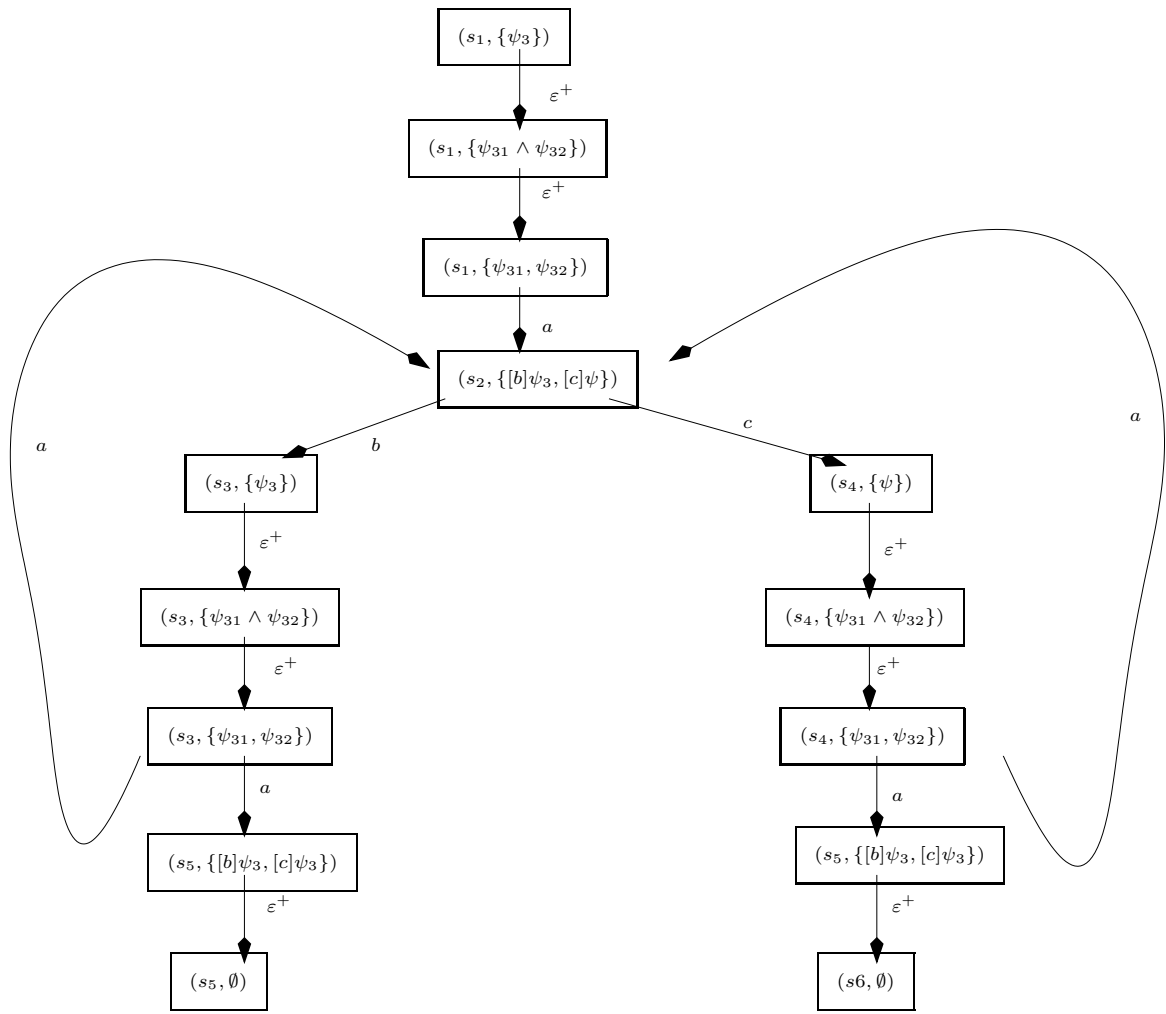 (s₁, {ψ₃})
ε⁺
(s₁, {ψ₃₁ ∧ ψ₃₂})
ε⁺
(s₁, {ψ₃₁, ψ₃₂})
a
(s₂, {[b]ψ₃, [c]ψ})
a
a
b
c
(s₃, {ψ₃})
(s₄, {ψ})
ε⁺
ε⁺
(s₃, {ψ₃₁ ∧ ψ₃₂})
(s₄, {ψ₃₁ ∧ ψ₃₂})
ε⁺
ε⁺
(s₃, {ψ₃₁, ψ₃₂})
(s₄, {ψ₃₁, ψ₃₂})
a
a
(s₅, {[b]ψ₃, [c]ψ₃})
(s₅, {[b]ψ₃, [c]ψ₃})
ε⁺
ε⁺
(s₅, ∅)
(s6, ∅)